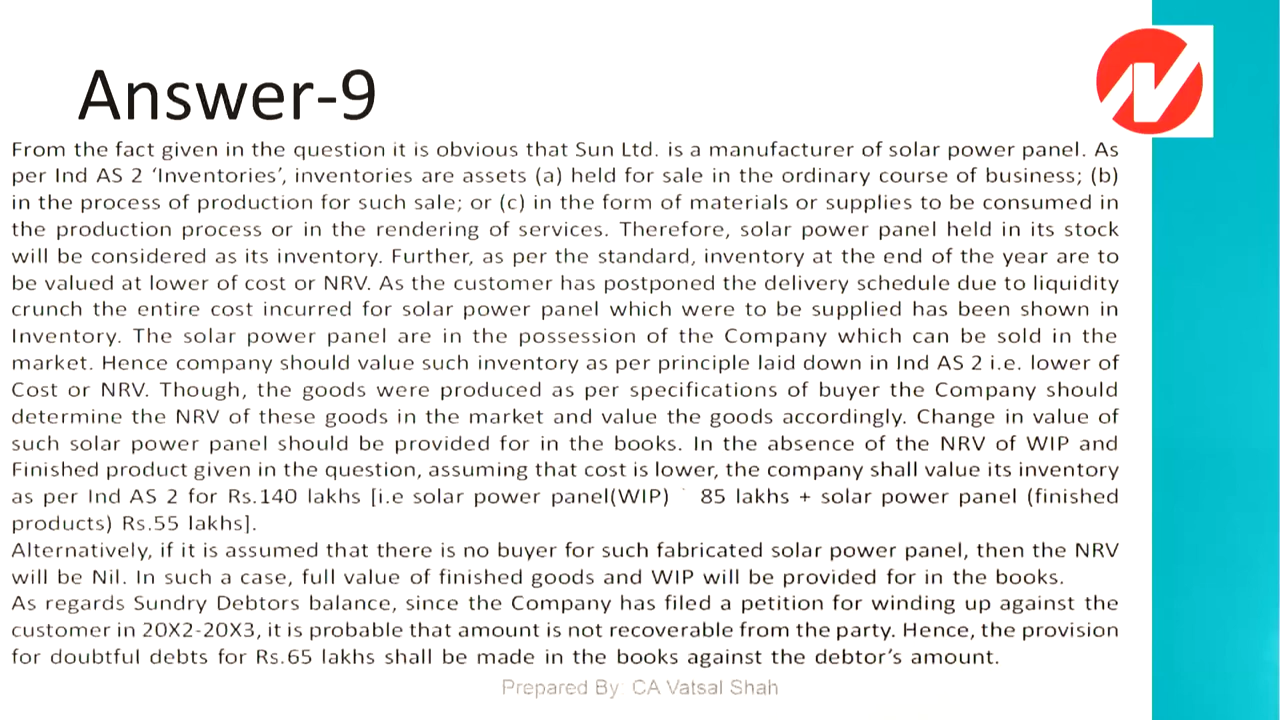 Answer-9
From the fact given in the question it is obvious that Sun Ltd. is a manufacturer of solar power panel. As
per Ind AS 2 ‘Inventories’, inventories are assets (a) held for sale in the ordinary course of business; (b)
in the process of production for such sale; or (c) in the form of materials or supplies to be consumed in
the production process or in the rendering of services. Therefore, solar power panel held in its stock
will be considered as its inventory. Further, as per the standard, inventory at the end of the year are to
be valued at lower of cost or NRV. As the customer has postponed the delivery schedule due to liquidity
crunch the entire cost incurred for solar power panel which were to be supplied has been shown in
Inventory. The solar power panel are in the possession of the Company which can be sold in the
market. Hence company should value such inventory as per principle laid down in Ind AS 2 i.e. lower of
Cost or NRV. Though, the goods were produced as per specifications of buyer the Company should
determine the NRV of these goods in the market and value the goods accordingly. Change in value of
such solar power panel should be provided for in the books. In the absence of the NRV of WIP and
Finished product given in the question, assuming that cost is lower, the company shall value its inventory
as per Ind AS 2 for Rs.140 lakhs [i.e solar power panel(WIP) ` 85 lakhs + solar power panel (finished
products) Rs.55 lakhs].
Alternatively, if it is assumed that there is no buyer for such fabricated solar power panel, then the NRV
will be Nil. In such a case, full value of finished goods and WIP will be provided for in the books.
As regards Sundry Debtors balance, since the Company has filed a petition for winding up against the
customer in 20X2-20X3, it is probable that amount is not recoverable from the party. Hence, the provision
for doubtful debts for Rs.65 lakhs shall be made in the books against the debtor’s amount.
Prepared By: CA Vatsal Shah